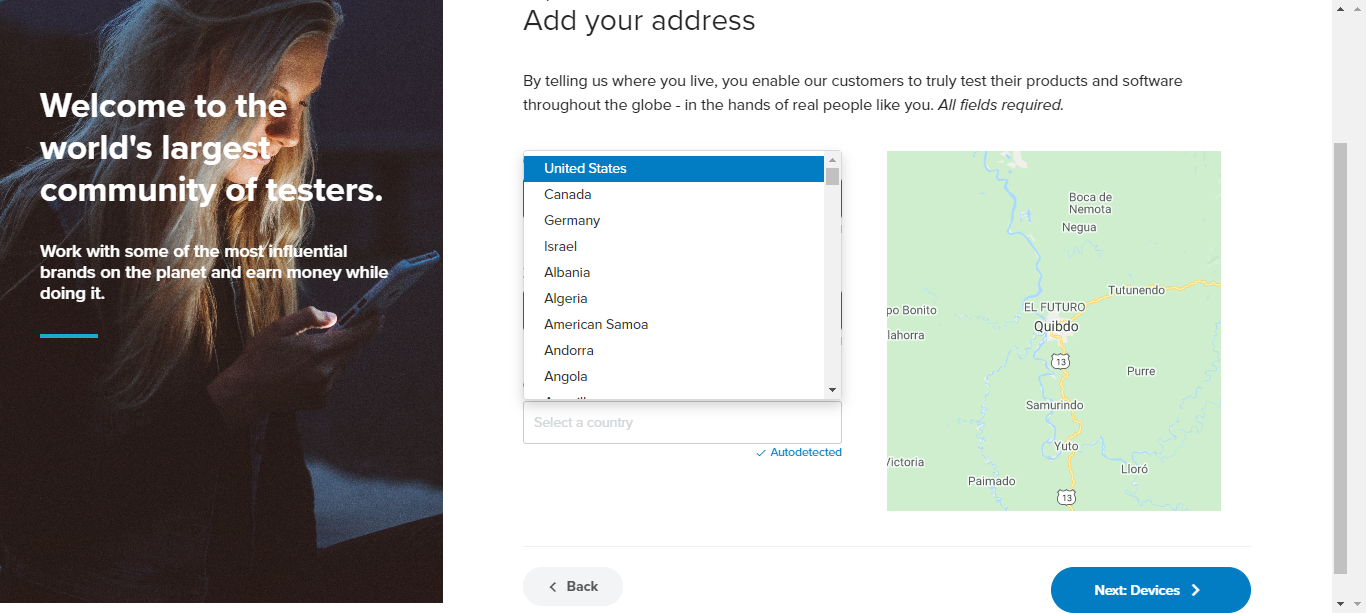 Add your address
By telling us where you live, you enable our customers to truly test their products and software
throughout the globe - in the hands of real people like you. All fields required.
Welcome to the
world's largest
community of testers.
Work with some of the most influential
brands on the planet and earn money while
doing it.
United States
Canada
Germany
Israel
Albania
Algeria
American Samoa
Andorra
Angola
Select a country
Autodetected
Boca de
Nemota
Negua
Tutunendo
EL FUTURO
po Bonito
Quibdo
lahorra
13
Purre
Samurindo
Yuto
Victoria
Lloró
Paimado
13
Back
Next: Devices